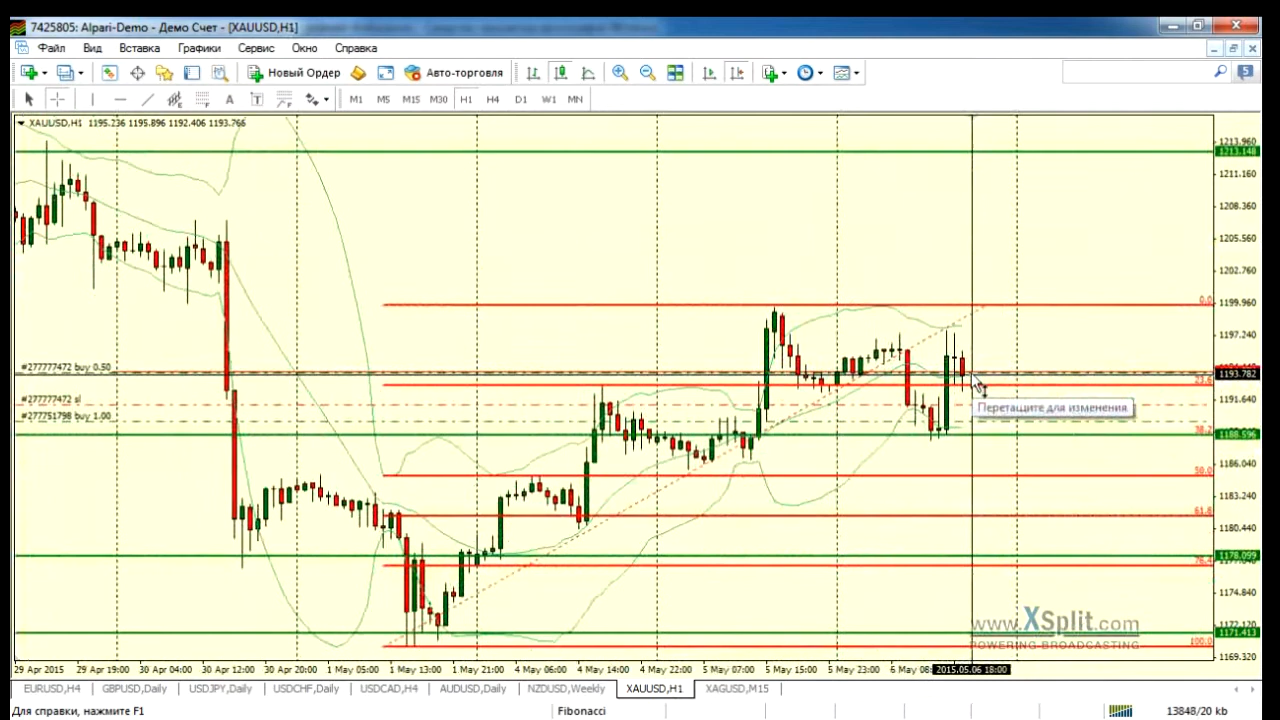 7425805: Alpari-Demo - Демо Счет - [XAUUSD,H1]
Файл Вид Вставка Графики Сервис Окно Справка
Новый Ордер Авто-торговля 5
A T M1 M5 M15 M30 H1 H4 D1 W1 MN
XAUUSD,H1 1195.236 1195.896 1192.406 1193.766
1213.960
1213.148
1211.160
1208.360
1205.560
1202.760
0.0
1199.960
1197.240
#277777472 buy 0.50
1193.782
23.6
#277777472 sl
1191.640
Перетащите для изменения
#277751798 buy 1.00
38.2
1188.596
1186.040
50.0
1183.240
61.8
1180.440
1178.099
76.4
1174.840
www.XSplit.com
1172.120
1171.413
POWERING-BROADCASTING
100.0
1169.320
29 Apr 2015 29 Apr 19:00 30 Apr 04:00 30 Apr 12:00 30 Apr 20:00 1 May 05:00 1 May 13:00 1 May 21:00 4 May 06:00 4 May 14:00 4 May 22:00 5 May 07:00 5 May 15:00 5 May 23:00 6 May 2015.05.06 18:00
EURUSD,H4 GBPUSD,Daily USDJPY,Daily USDCHF,Daily USDCAD,H4 AUDUSD,Daily NZDUSD,Weekly XAUUSD,H1 XAGUSD,M15
Для справки, нажмите F1 Fibonacci 13848/20 kb